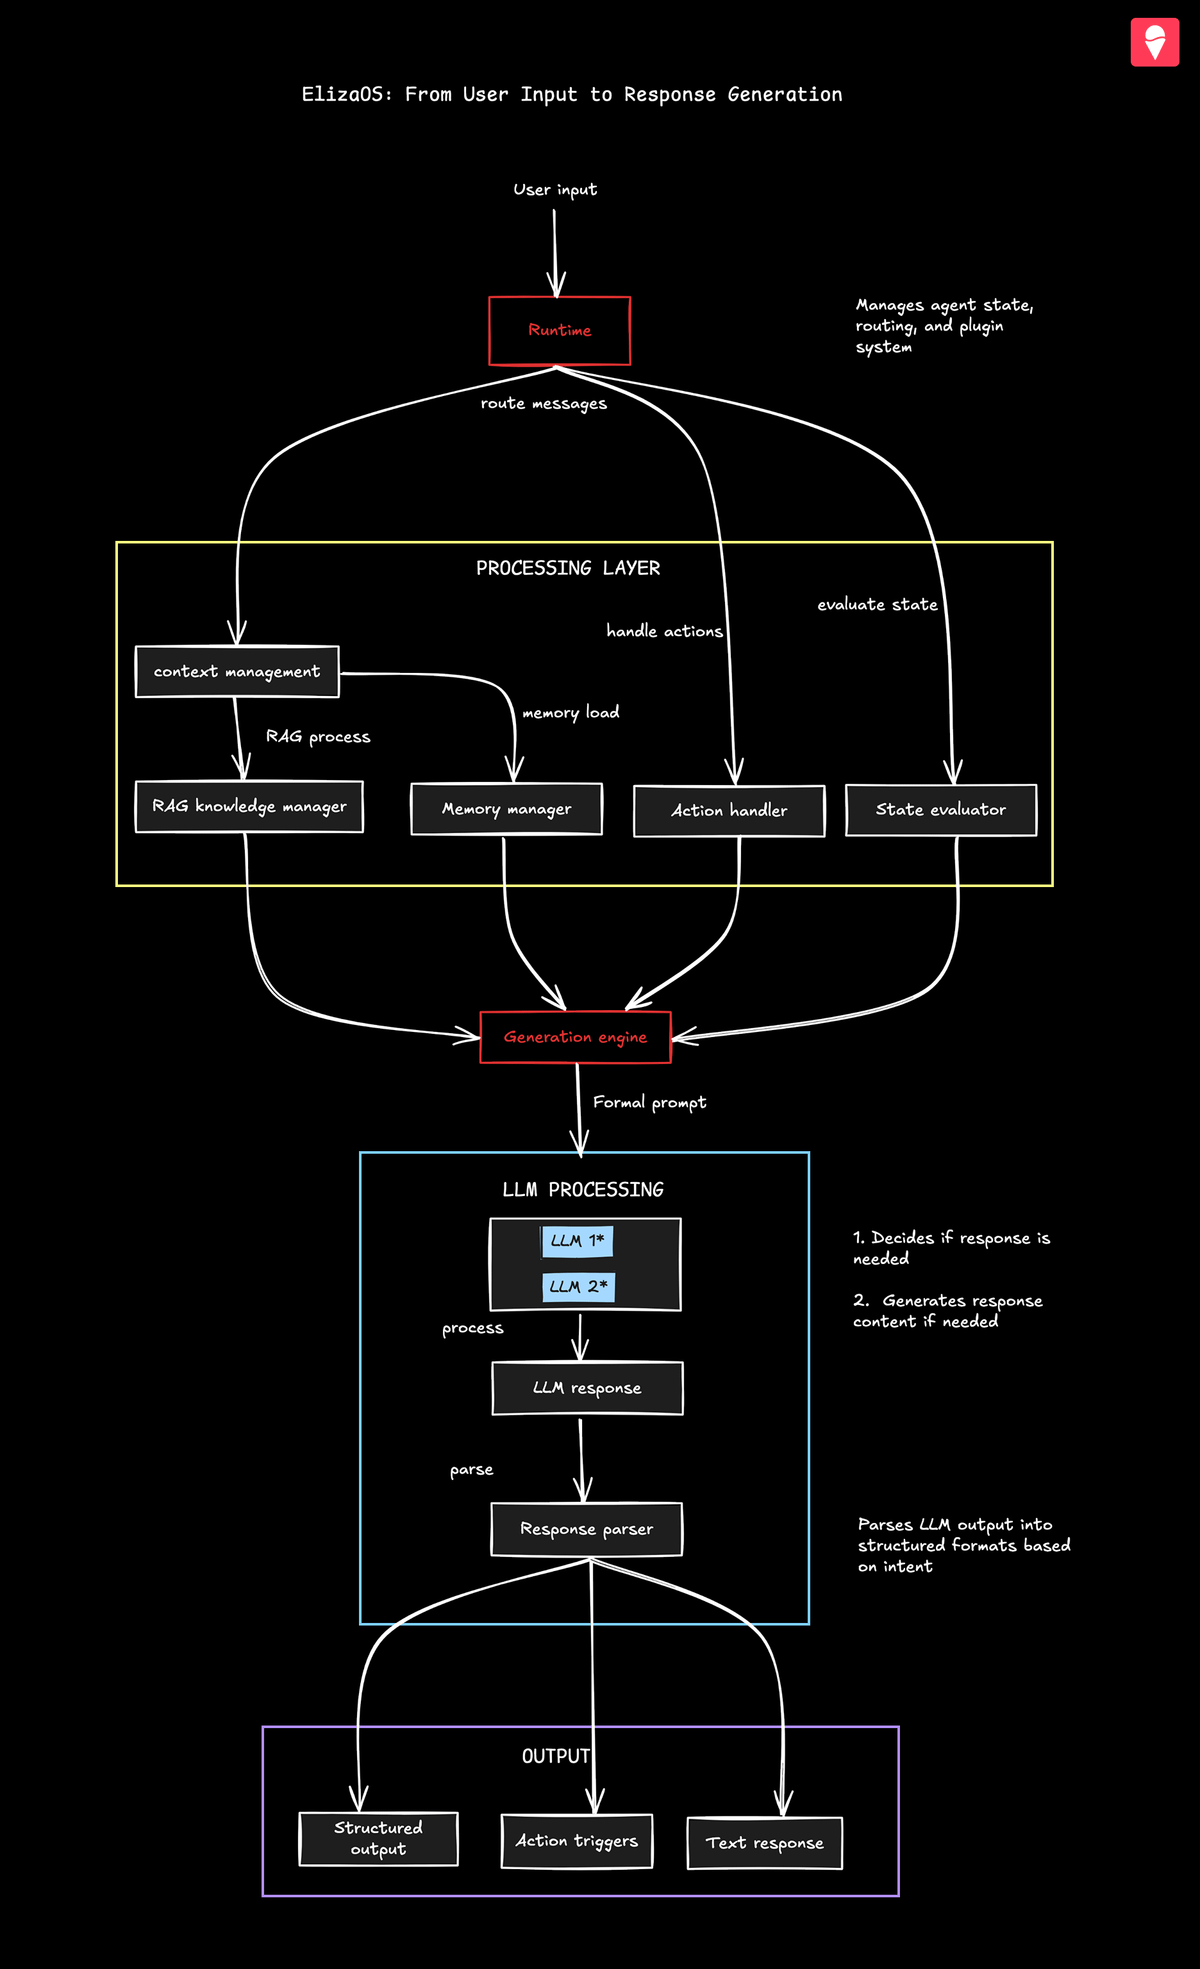 ElizaOS: From User Input to Response Generation
User input
Runtime
Manages agent state,
routing, and plugin
system
route messages
PROCESSING LAYER
evaluate state
handle actions
context management
memory load
RAG process
RAG knowledge manager
Memory manager
Action handler
State evaluator
Generation engine
Formal prompt
LLM PROCESSING
LLM 1*
LLM 2*
1. Decides if response is
needed
2. Generates response
content if needed
process
LLM response
parse
Response parser
Parses LLM output into
structured formats based
on intent
OUTPUT
Structured
output
Action triggers
Text response